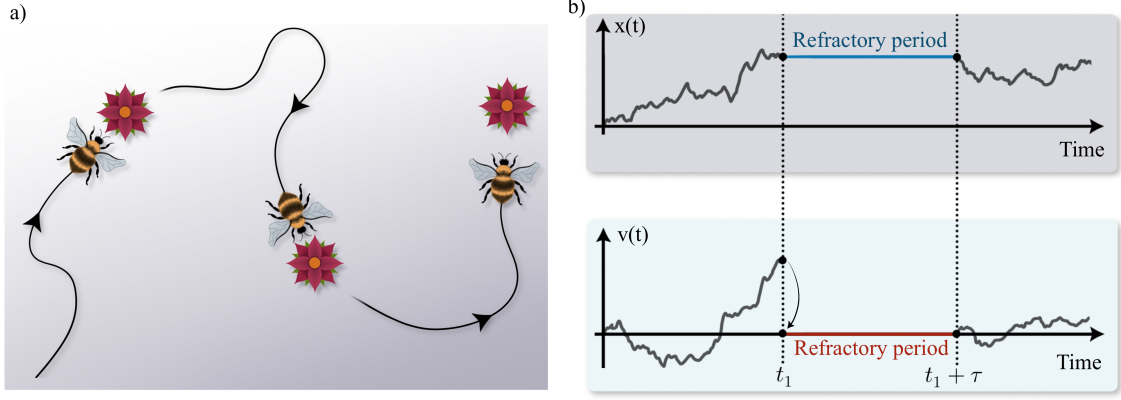 a)
b)
x(t)
Refractory period
Time
v(t)
Refractory period
Time
t₁
t₁ + τ